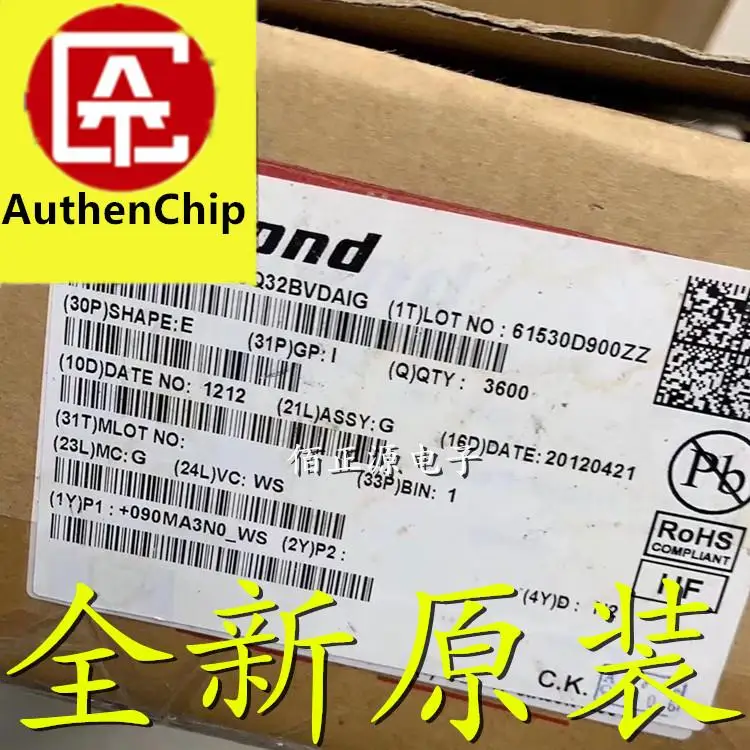 AuthenChip
ond
Q32BVDAIG (1T)LOT NO : 61530D900ZZ
(30P)SHAPE:E (31P)GP: I (Q)QTY : 3600
(10D)DATE NO: 1212 (21L)ASSY:G (16D)DATE: 20120421
(31T)MLOT NO:
(23L)MC: G (24L)VC: WS (33P)BIN: 1
佰正源电子
(1Y)P1 : +090MA3N0_WS (2Y)P2 :
(4Y)D :
Pb
RoHS
COMPLIANT
HF
C.K.
全新原装